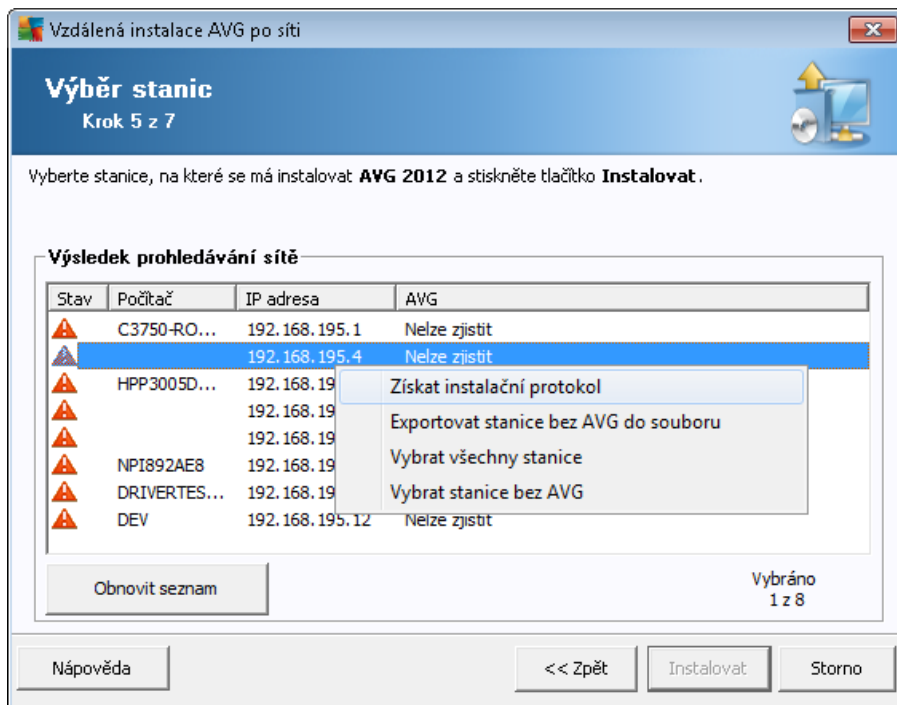 Vzdálená instalace AVG po síti
Výběr stanic
Krok 5 z 7
Vyberte stanice, na které se má instalovat AVG 2012 a stiskněte tlačítko Instalovat.
Výsledek prohledávání sítě
Stav Počítač IP adresa AVG
C3750-RO... 192.168.195.1 Nelze zjistit
192.168.195.4 Nelze zjistit
HPP3005D... 192.168.19
192.168.19
192.168.19
NPI892AE8 192.168.19
DRIVERTES... 192.168.19
DEV 192.168.195.12 Nelze zjistit
Získat instalační protokol
Exportovat stanice bez AVG do souboru
Vybrat všechny stanice
Vybrat stanice bez AVG
Obnovit seznam
Vybráno
1 z 8
Nápověda << Zpět Instalovat Storno